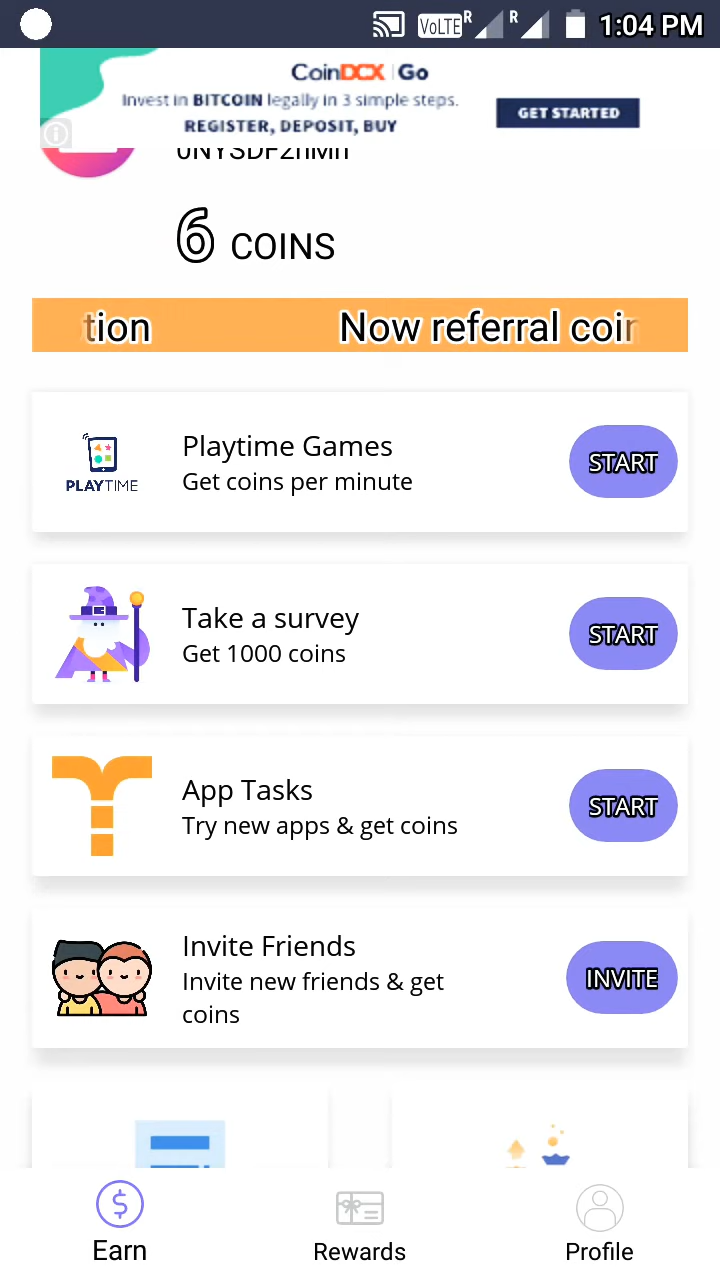 VoLTE R R 1:04 PM
CoinDCX Go
Invest in BITCOIN legally in 3 simple steps.
REGISTER, DEPOSIT, BUY
GET STARTED
6 COINS
tion Now referral coin
Playtime Games
Get coins per minute
PLAYTIME
START
Take a survey
Get 1000 coins
START
App Tasks
Try new apps & get coins
START
Invite Friends
Invite new friends & get
coins
INVITE
Earn
Rewards
Profile